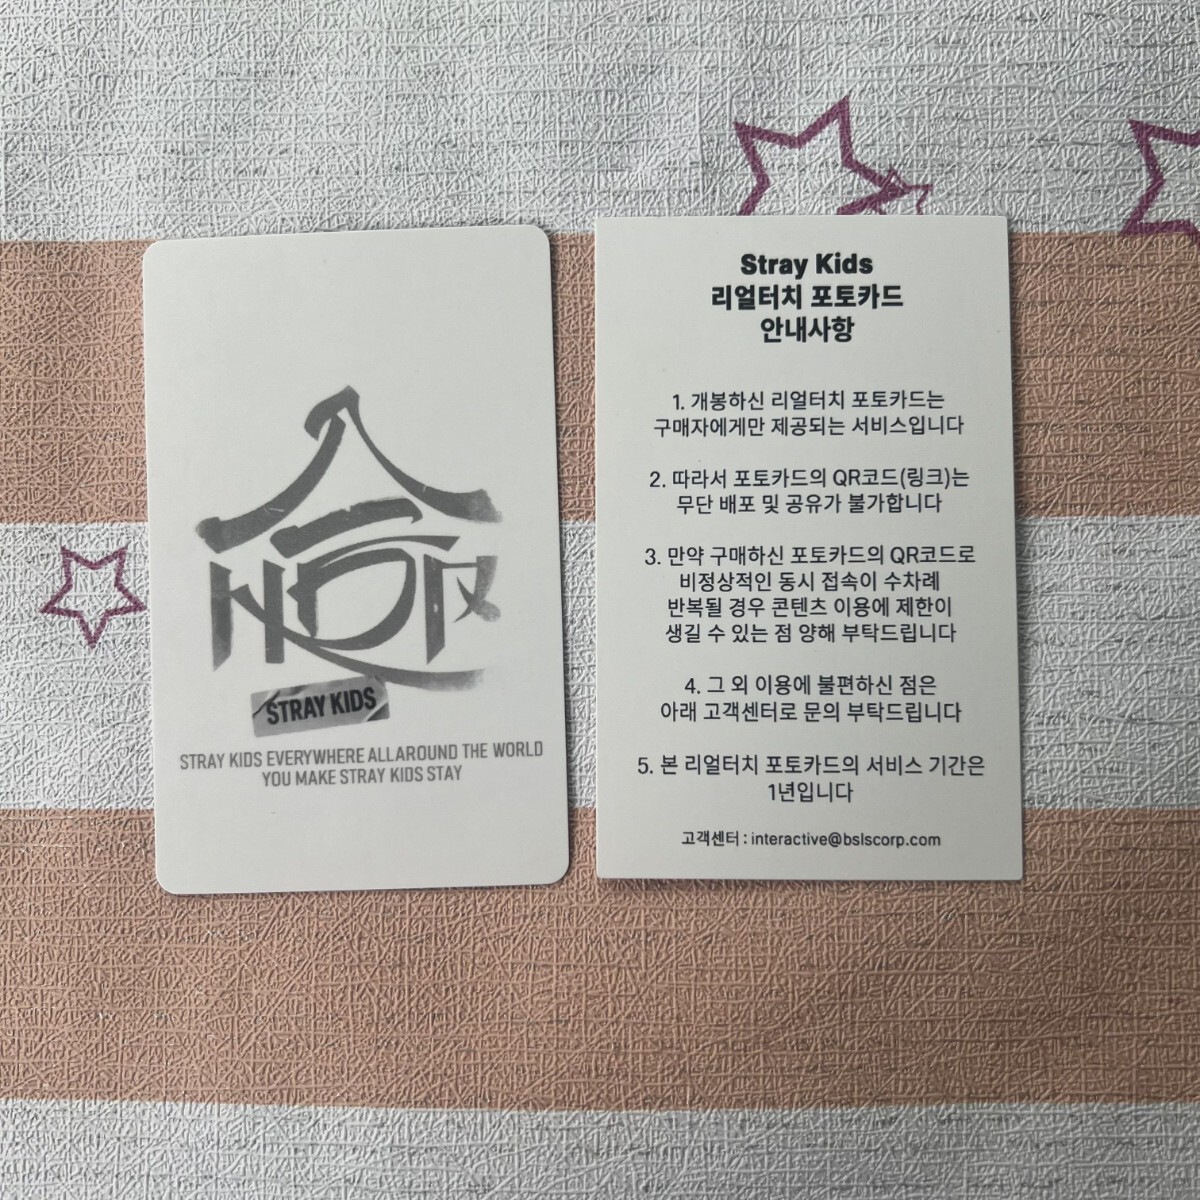 STRAY KIDS
STRAY KIDS EVERYWHERE ALLAROUND THE WORLD
YOU MAKE STRAY KIDS STAY
Stray Kids
리얼터치 포토카드
안내사항
1. 개봉하신 리얼터치 포토카드는
구매자에게만 제공되는 서비스입니다
2. 따라서 포토카드의 QR코드(링크)는
무단 배포 및 공유가 불가합니다
3. 만약 구매하신 포토카드의 QR코드로
비정상적인 동시 접속이 수차례
반복될 경우 콘텐츠 이용에 제한이
생길 수 있는 점 양해 부탁드립니다
4. 그 외 이용에 불편하신 점은
아래 고객센터로 문의 부탁드립니다
5. 본 리얼터치 포토카드의 서비스 기간은
1년입니다
고객센터 : interactive@bslscorp.com